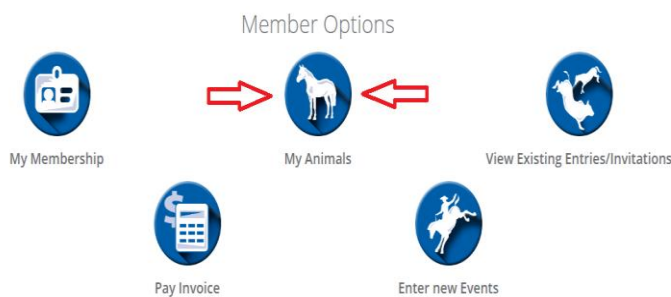 Member Options
My Membership
My Animals
View Existing Entries/Invitations
$
Pay Invoice
Enter new Events